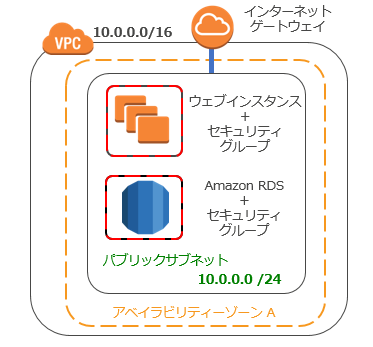 インターネット
ゲートウェイ
VPC
10.0.0.0/16
ウェブインスタンス
+
セキュリティ
グループ
Amazon RDS
+
セキュリティ
グループ
パブリックサブネット
10.0.0.0 /24
アベイラビリティーゾーン A